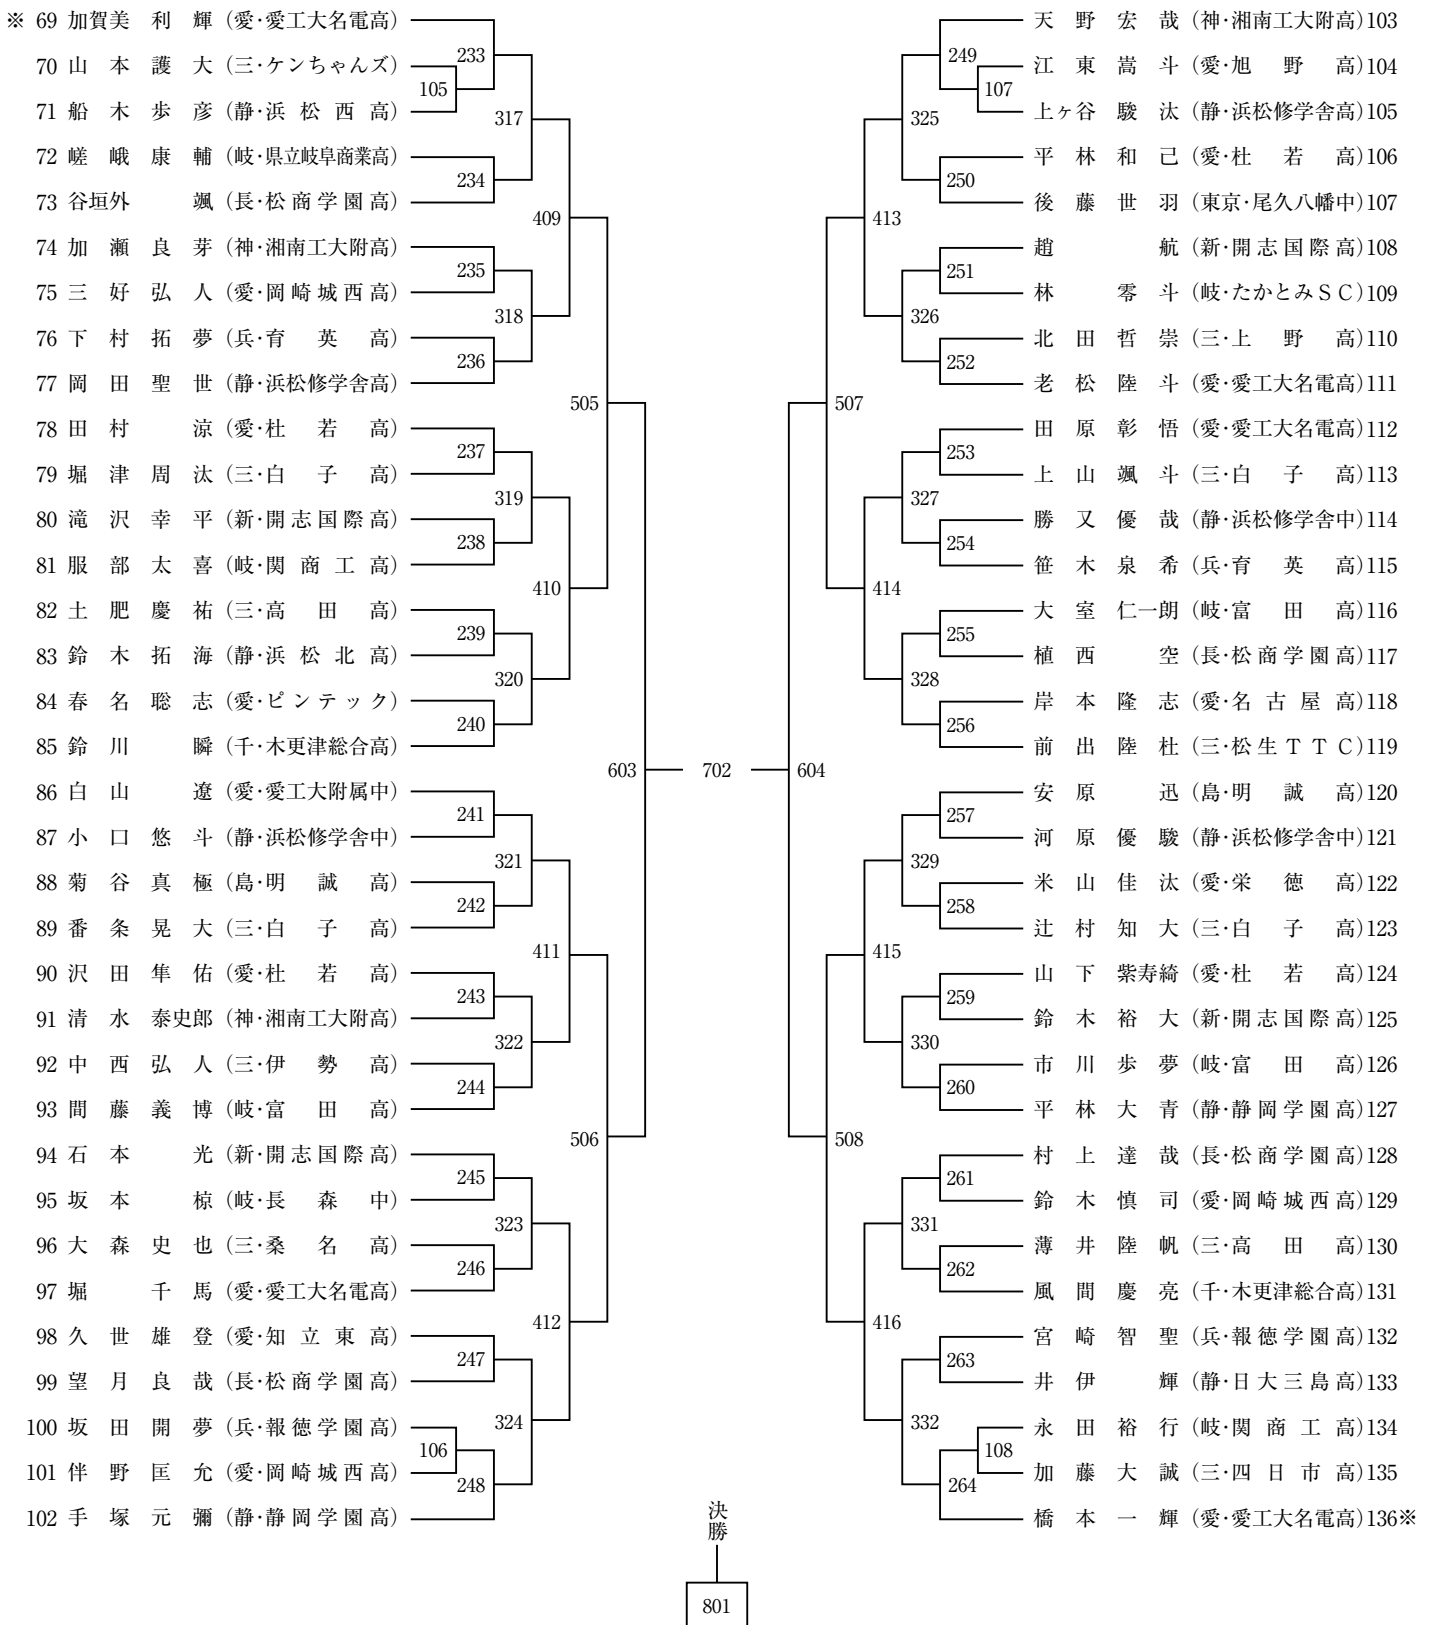 ※ 69 加賀美 利 輝 (愛・愛工大名電高)
70 山 本 護 大 (三・ケンちゃんズ)
71 船 木 歩 彦 (静・浜 松 西 高)
72 嵯 峨 康 輔 (岐・県立岐阜商業高)
73 谷垣外 颯 (長・松商学園高)
74 加 瀬 良 芽 (神・湘南工大附高)
75 三 好 弘 人 (愛・岡崎城西高)
76 下 村 拓 夢 (兵・育 英 高)
77 岡 田 聖 世 (静・浜松修学舎高)
78 田 村 涼 (愛・杜 若 高)
79 堀 津 周 汰 (三・白 子 高)
80 滝 沢 幸 平 (新・開志国際高)
81 服 部 太 喜 (岐・関 商 工 高)
82 土 肥 慶 祐 (三・高 田 高)
83 鈴 木 拓 海 (静・浜 松 北 高)
84 春 名 聡 志 (愛・ピンテック)
85 鈴 川 瞬 (千・木更津総合高)
86 白 山 遼 (愛・愛工大附属中)
87 小 口 悠 斗 (静・浜松修学舎中)
88 菊 谷 真 極 (島・明 誠 高)
89 番 条 晃 大 (三・白 子 高)
90 沢 田 隼 佑 (愛・杜 若 高)
91 清 水 泰史郎 (神・湘南工大附高)
92 中 西 弘 人 (三・伊 勢 高)
93 間 藤 義 博 (岐・富 田 高)
94 石 本 光 (新・開志国際高)
95 坂 本 椋 (岐・長 森 中)
96 大 森 史 也 (三・桑 名 高)
97 堀 千 馬 (愛・愛工大名電高)
98 久 世 雄 登 (愛・知 立 東 高)
99 望 月 良 哉 (長・松商学園高)
100 坂 田 開 夢 (兵・報徳学園高)
101 伴 野 匡 允 (愛・岡崎城西高)
102 手 塚 元 彌 (静・静岡学園高)
105
106
233
234
235
236
237
238
239
240
241
242
243
244
245
246
247
248
317
318
319
320
321
322
323
324
409
410
411
412
505
506
603
702
604
507
508
413
414
415
416
325
326
327
328
329
330
331
332
249
250
251
252
253
254
255
256
257
258
259
260
261
262
263
264
107
108
天 野 宏 哉 (神・湘南工大附高)103
江 東 嵩 斗 (愛・旭 野 高)104
上ヶ谷 駿 汰 (静・浜松修学舎高)105
平 林 和 己 (愛・杜 若 高)106
後 藤 世 羽 (東京・尾久八幡中)107
趙 航 (新・開志国際高)108
林 零 斗 (岐・たかとみＳＣ)109
北 田 哲 崇 (三・上 野 高)110
老 松 陸 斗 (愛・愛工大名電高)111
田 原 彰 悟 (愛・愛工大名電高)112
上 山 颯 斗 (三・白 子 高)113
勝 又 優 哉 (静・浜松修学舎中)114
笹 木 泉 希 (兵・育 英 高)115
大 室 仁一朗 (岐・富 田 高)116
植 西 空 (長・松商学園高)117
岸 本 隆 志 (愛・名 古 屋 高)118
前 出 陸 杜 (三・松生ＴＴＣ)119
安 原 迅 (島・明 誠 高)120
河 原 優 駿 (静・浜松修学舎中)121
米 山 佳 汰 (愛・栄 徳 高)122
辻 村 知 大 (三・白 子 高)123
山 下 紫寿綺 (愛・杜 若 高)124
鈴 木 裕 大 (新・開志国際高)125
市 川 歩 夢 (岐・富 田 高)126
平 林 大 青 (静・静岡学園高)127
村 上 達 哉 (長・松商学園高)128
鈴 木 慎 司 (愛・岡崎城西高)129
薄 井 陸 帆 (三・高 田 高)130
風 間 慶 亮 (千・木更津総合高)131
宮 崎 智 聖 (兵・報徳学園高)132
井 伊 輝 (静・日大三島高)133
永 田 裕 行 (岐・関 商 工 高)134
加 藤 大 誠 (三・四 日 市 高)135
橋 本 一 輝 (愛・愛工大名電高)136※
決勝
801